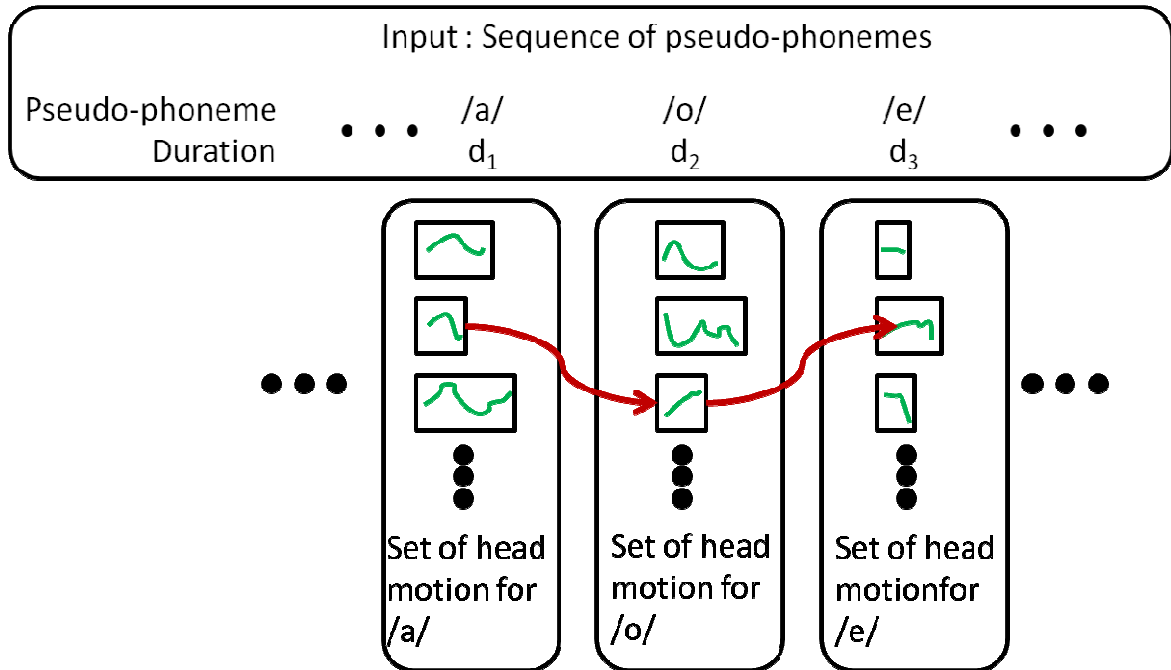 Input : Sequence of pseudo-phonemes
Pseudo-phoneme • • • /a/ /o/ /e/ • • •
Duration d₁ d₂ d₃
Set of head motion for /a/
Set of head motion for /o/
Set of head motionfor /e/